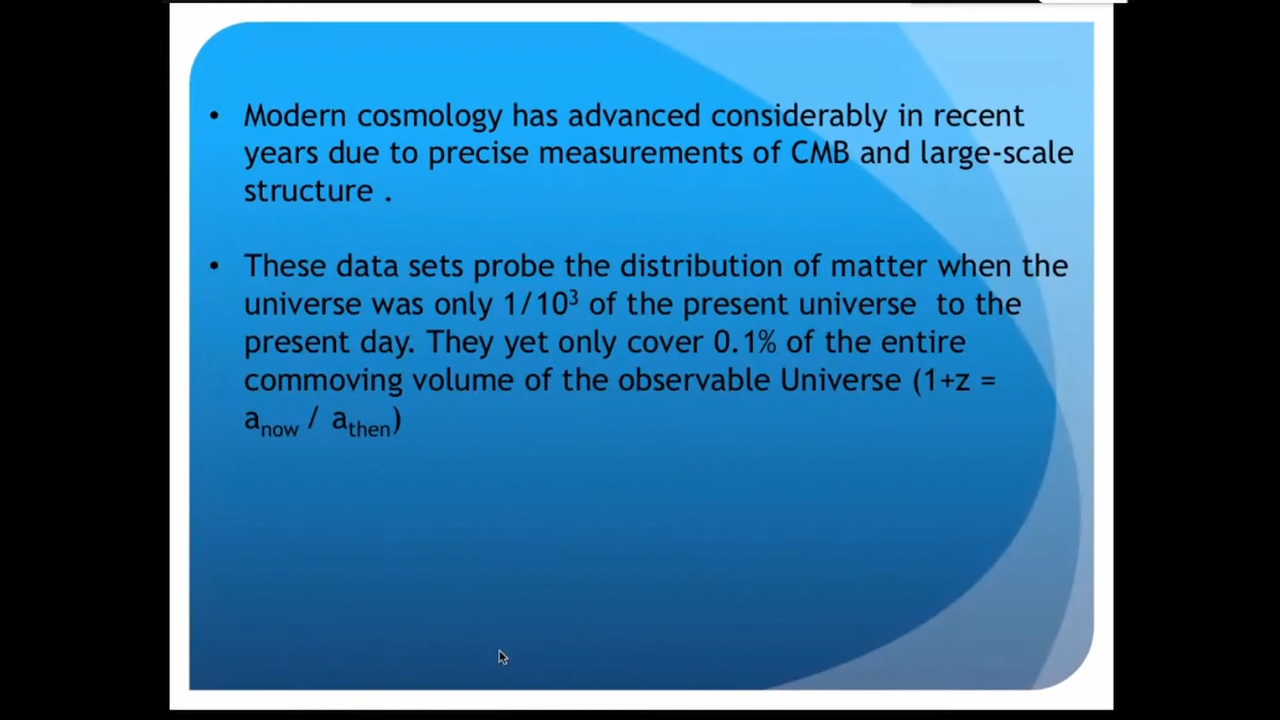 • Modern cosmology has advanced considerably in recent
years due to precise measurements of CMB and large-scale
structure .
• These data sets probe the distribution of matter when the
universe was only 1/10³ of the present universe  to the
present day. They yet only cover 0.1% of the entire
commoving volume of the observable Universe (1+z =
a_now / a_then)